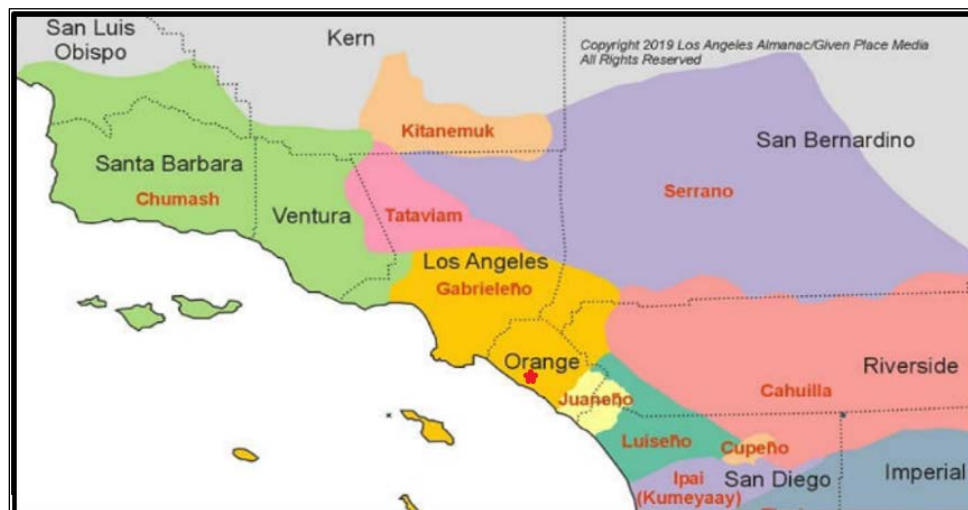 San Luis
Obispo
Kern
Copyright 2019 Los Angeles Almanac/Given Place Media
All Rights Reserved
Kitanemuk
San Bernardino
Santa Barbara
Chumash
Serrano
Ventura
Tataviam
Los Angeles
Gabrieleño
Orange
Riverside
Juaneño
Cahuilla
Luiseño
Cupeño
Ipai
(Kumeyaay)
San Diego
Imperial